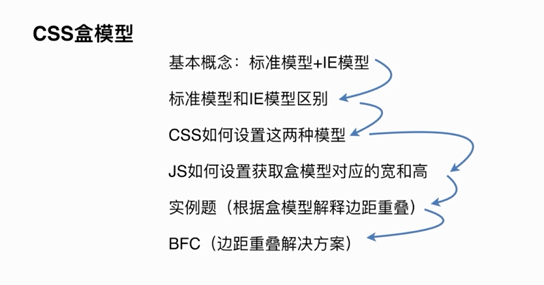 CSS盒模型
基本概念：标准模型+IE模型
标准模型和IE模型区别
CSS如何设置这两种模型
JS如何设置获取盒模型对应的宽和高
实例题（根据盒模型解释边距重叠）
BFC（边距重叠解决方案）